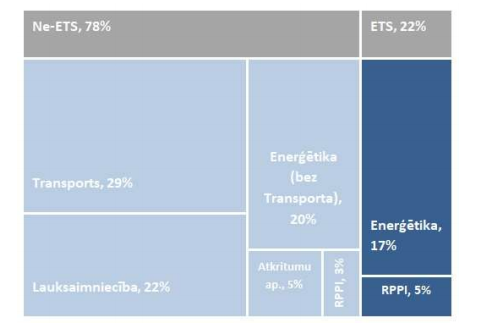 Ne-ETS, 78%
ETS, 22%
Transports, 29%
Enerģētika
(bez
Transporta),
20%
Enerģētika,
17%
Lauksaimniecība, 22%
Atkritumu
ap., 5%
RPPI, 3%
RPPI, 5%